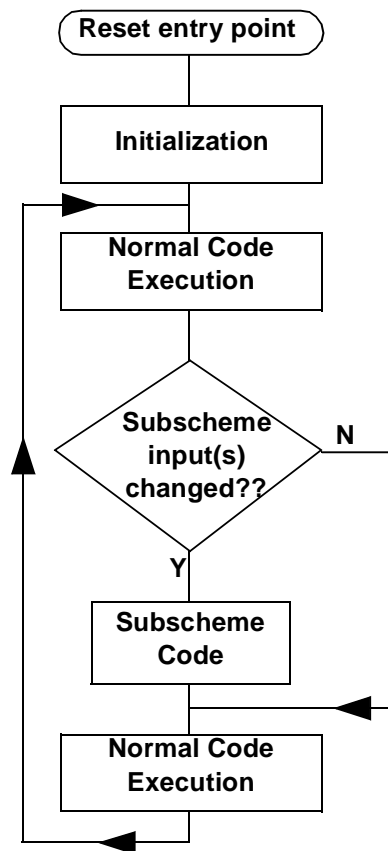 Reset entry point
Initialization
Normal Code
Execution
Subscheme
input(s)
changed??
N
Y
Subscheme
Code
Normal Code
Execution